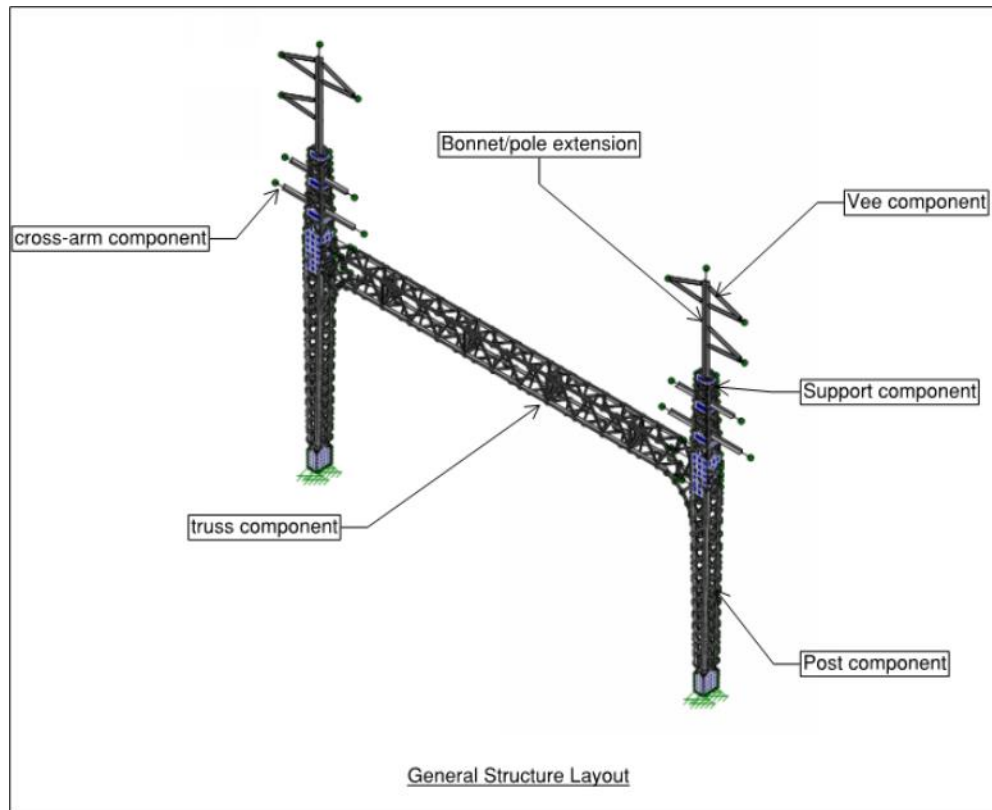 Bonnet/pole extension
Vee component
cross-arm component
Support component
truss component
Post component
General Structure Layout